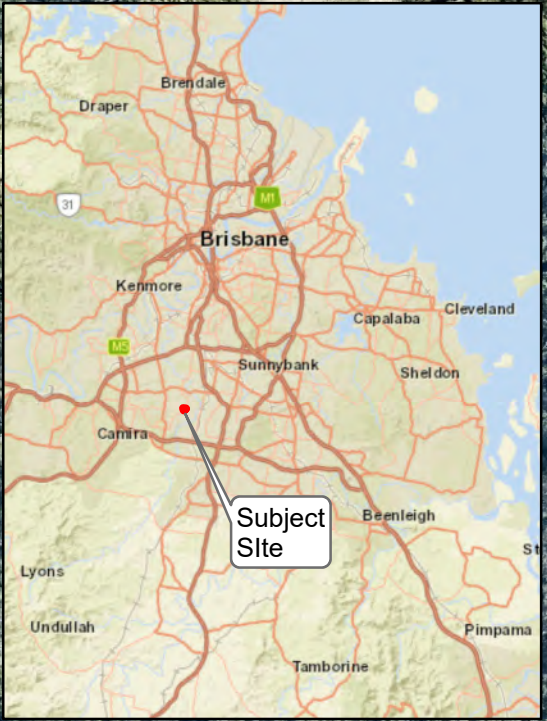 Brendale
Draper
31
M1
Brisbane
Kenmore
Cleveland
Capalaba
M5
Sunnybank
Sheldon
Camira
Subject
SIte
Beenleigh
St
Lyons
Undullah
Pimpama
Tamborine